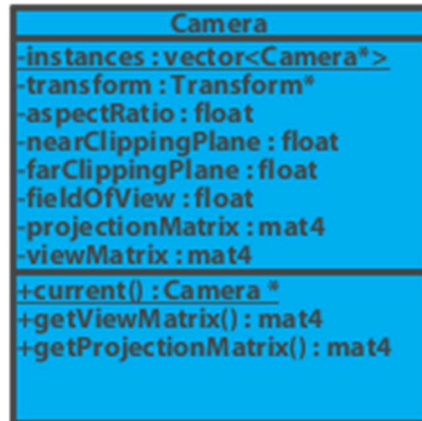 Camera
-instances : vector<Camera*>
-transform : Transform*
-aspectRatio : float
-nearClippingPlane : float
-farClippingPlane : float
-fieldOfView : float
-projectionMatrix : mat4
-viewMatrix : mat4
+current() : Camera *
+getViewMatrix() : mat4
+getProjectionMatrix() : mat4